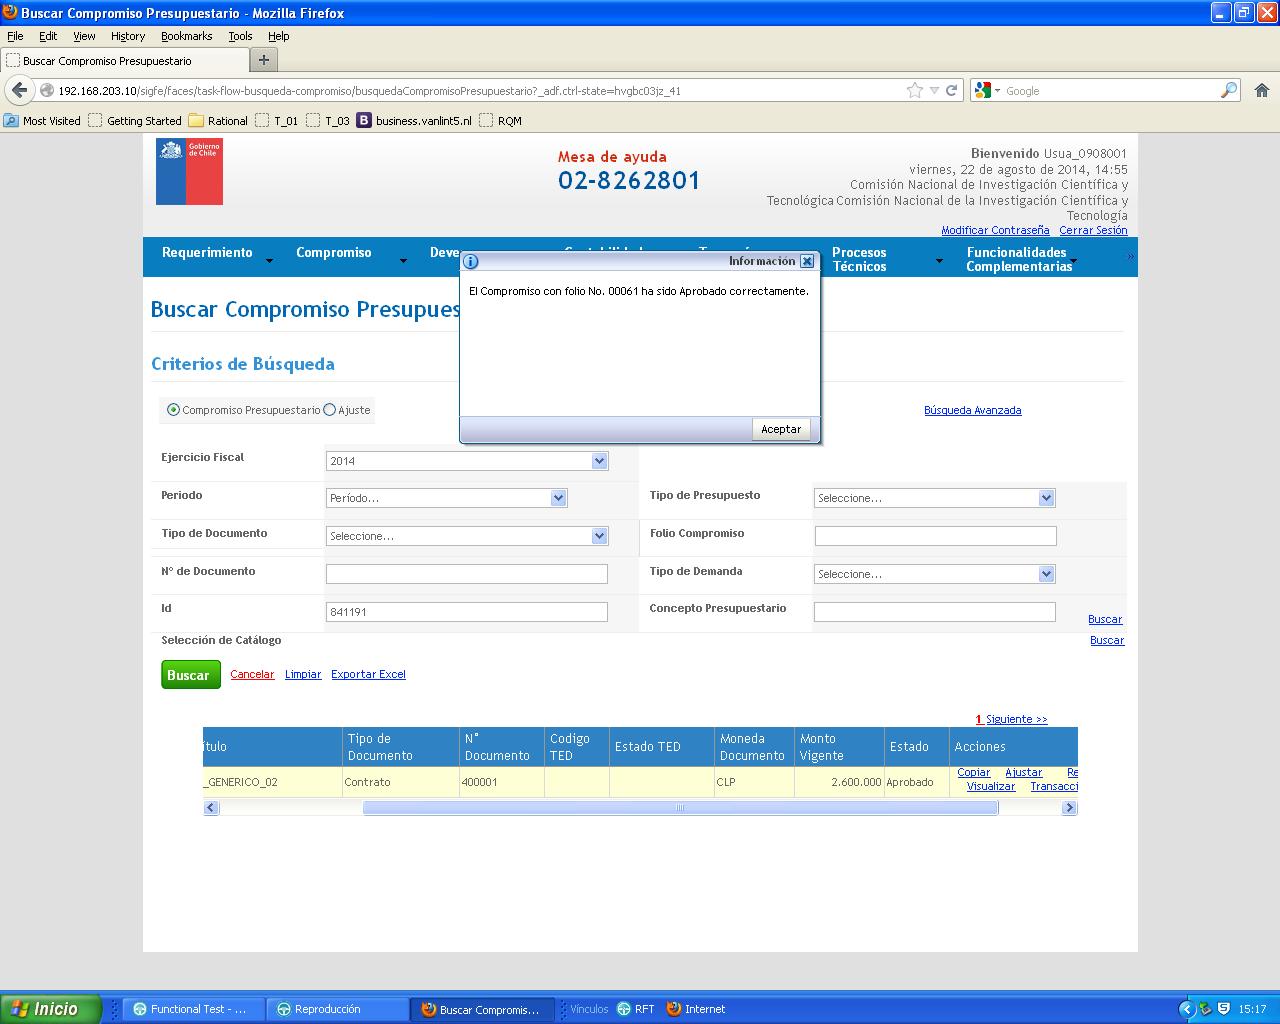 Buscar Compromiso Presupuestario - Mozilla Firefox
File Edit View History Bookmarks Tools Help
Buscar Compromiso Presupuestario
192.168.203.10/sigfe/faces/task-flow-busqueda-compromiso/busquedaCompromisoPresupuestario?_adf.ctrl-state=hvgbc03jz_41
Google
Most Visited Getting Started Rational T_01 T_03 business.vanlint5.nl RQM
Gobierno
de Chile
Mesa de ayuda
02-8262801
Bienvenido Usua_0908001
viernes, 22 de agosto de 2014, 14:55
Comisión Nacional de Investigación Científica y
Tecnológica Comisión Nacional de la Investigación Científica y
Tecnología
Modificar Contraseña Cerrar Sesión
Requerimiento Compromiso Deve
Procesos
Técnicos
Funcionalidades
Complementarias
Información
El Compromiso con folio No. 00061 ha sido Aprobado correctamente.
Aceptar
Buscar Compromiso Presupues
Criterios de Búsqueda
Compromiso Presupuestario Ajuste
Búsqueda Avanzada
Ejercicio Fiscal 2014
Periodo Período... Tipo de Presupuesto Seleccione...
Tipo de Documento Seleccione... Folio Compromiso
N° de Documento Tipo de Demanda Seleccione...
Id 841191 Concepto Presupuestario Buscar
Selección de Catálogo Buscar
Buscar Cancelar Limpiar Exportar Excel
1 Siguiente >>
ítulo
Tipo de
Documento
N°
Documento
Codigo
TED
Estado TED
Moneda
Documento
Monto
Vigente
Estado
Acciones
_GENERICO_02 Contrato 400001 CLP 2.600.000 Aprobado
Copiar Ajustar Re
Visualizar Transacci
Inicio Functional Test - ... Reproducción Buscar Compromis... Vínculos RFT Internet 15:17